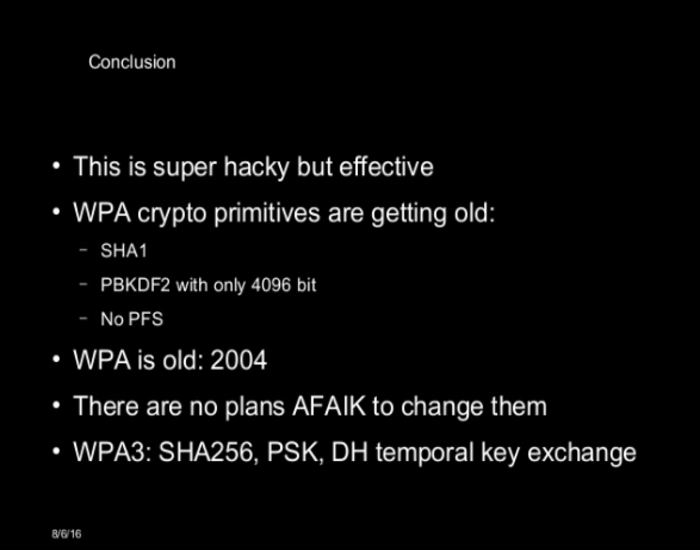 Conclusion
• This is super hacky but effective
• WPA crypto primitives are getting old:
– SHA1
– PBKDF2 with only 4096 bit
– No PFS
• WPA is old: 2004
• There are no plans AFAIK to change them
• WPA3: SHA256, PSK, DH temporal key exchange
8/6/16